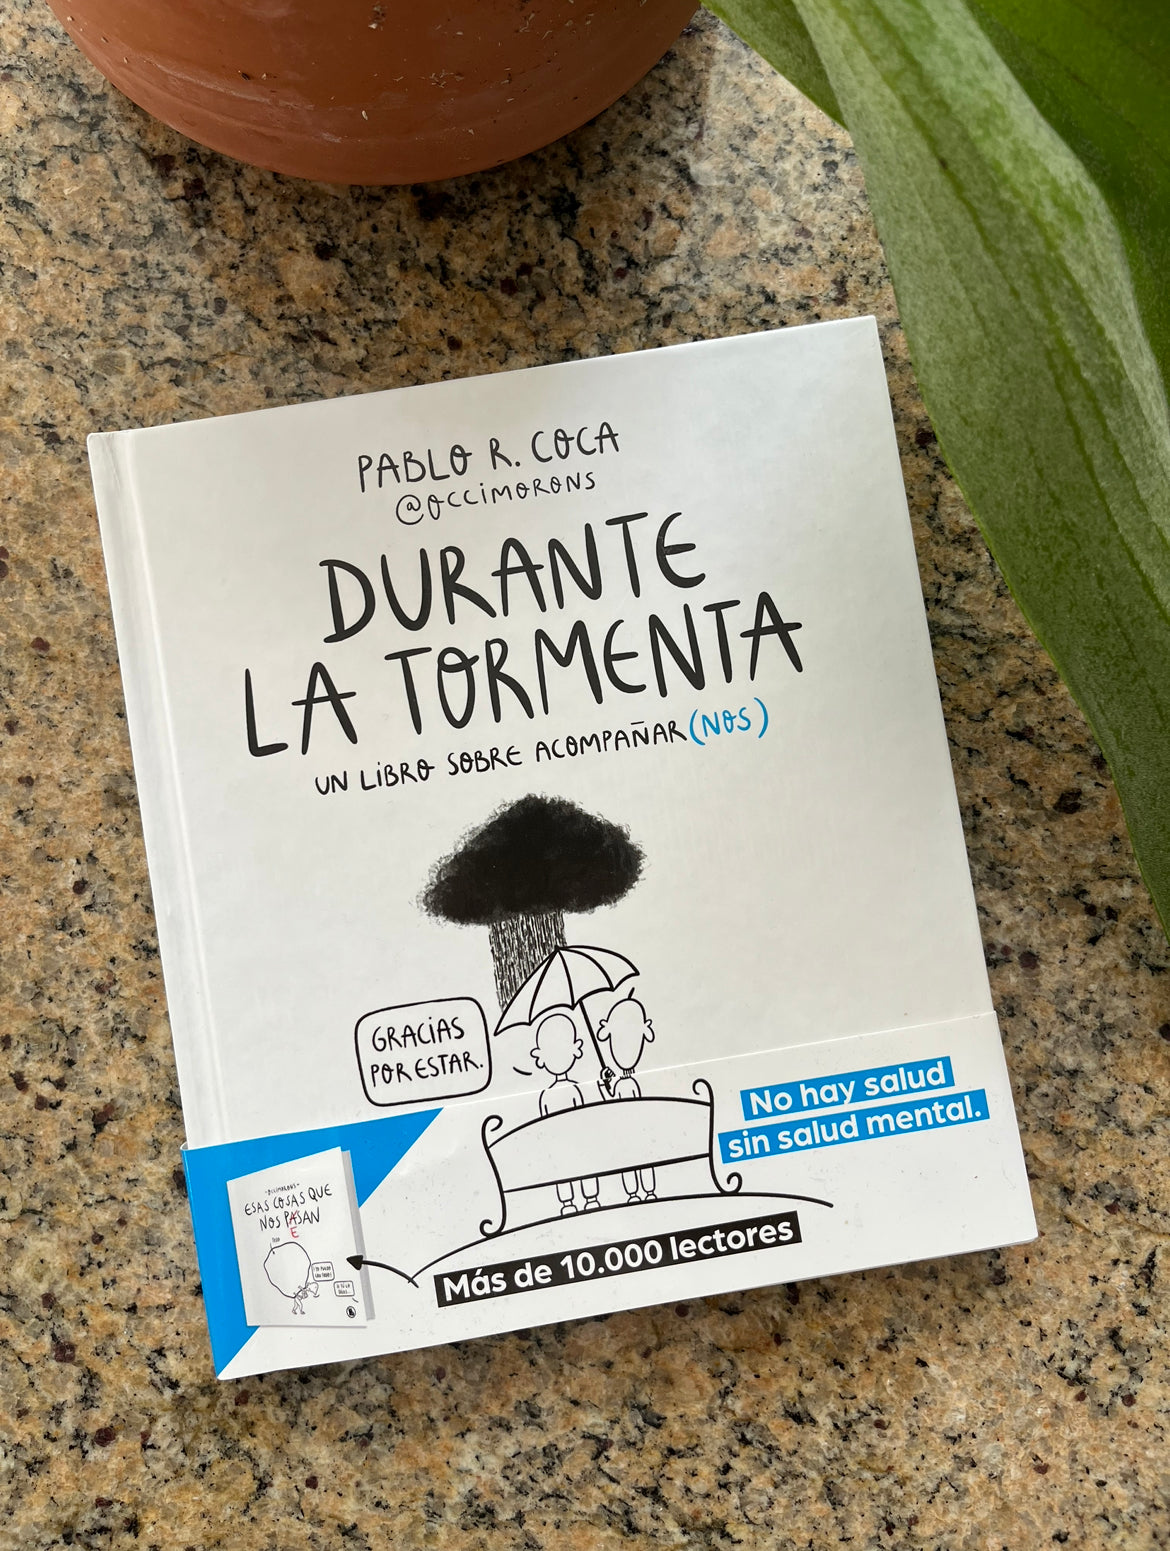 PABLO R. COCA
@OCCIMORONS
DURANTE
LA TORMENTA
UN LIBRO SOBRE ACOMPAÑAR(NOS)
GRACIAS
POR ESTAR.
No hay salud
sin salud mental.
-OCCIMORONS-
ESAS COSAS QUE
NOS PASAN
E
Más de 10.000 lectores